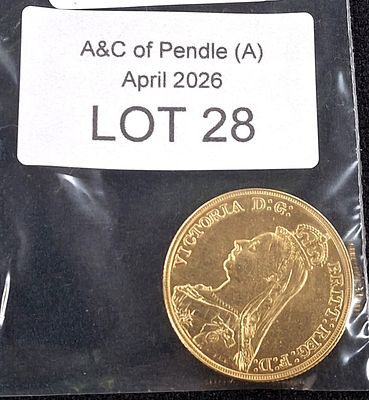 A&C of Pendle (A)
April 2026
LOT 28
VICTORIA D:G:
BRITT:REG:F:D: